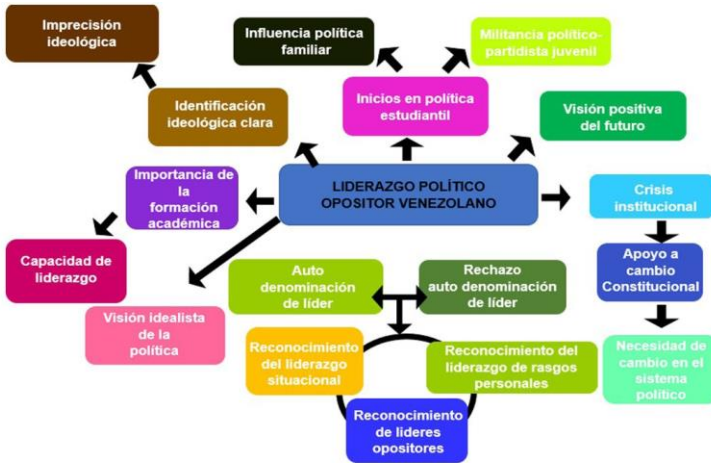 Imprecisión
ideológica
Influencia política
familiar
Militancia político-
partidista juvenil
Identificación
ideológica clara
Inicios en política
estudiantil
Visión positiva
del futuro
Importancia de
la
formación
académica
LIDERAZGO POLÍTICO
OPOSITOR VENEZOLANO
Crisis
institucional
Capacidad de
liderazgo
Auto
denominación
de líder
Rechazo
auto denominación
de líder
Apoyo a
cambio
Constitucional
Visión idealista
de la
política
Reconocimiento
del liderazgo
situacional
Reconocimiento del
liderazgo de rasgos
personales
Necesidad de
cambio en el
sistema
político
Reconocimiento
de lideres
opositores